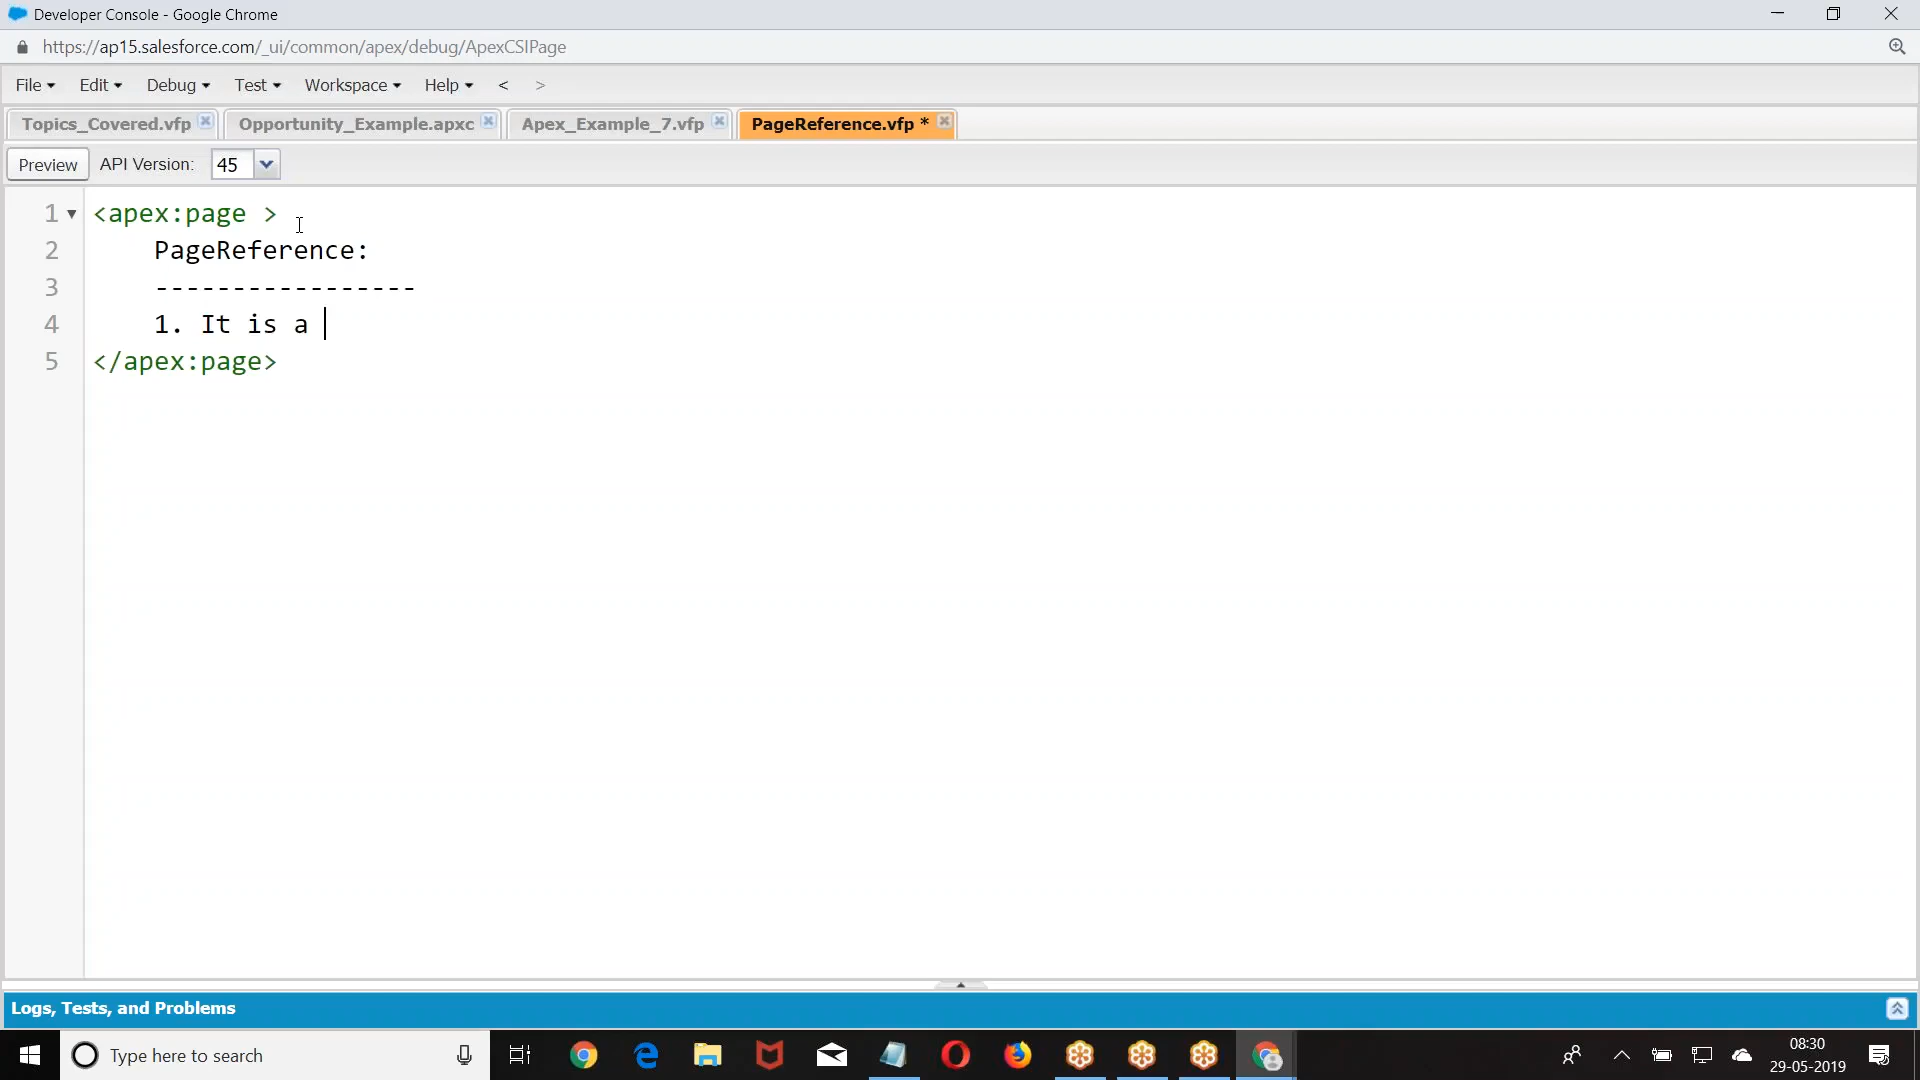 Developer Console - Google Chrome
https://ap15.salesforce.com/_ui/common/apex/debug/ApexCSIPage
File Edit Debug Test Workspace Help < >
Topics_Covered.vfp Opportunity_Example.apxc Apex_Example_7.vfp PageReference.vfp *
Preview API Version: 45
1 <apex:page >
2 PageReference:
3 -----------------
4 1. It is a
5 </apex:page>
Logs, Tests, and Problems
Type here to search
08:30
29-05-2019